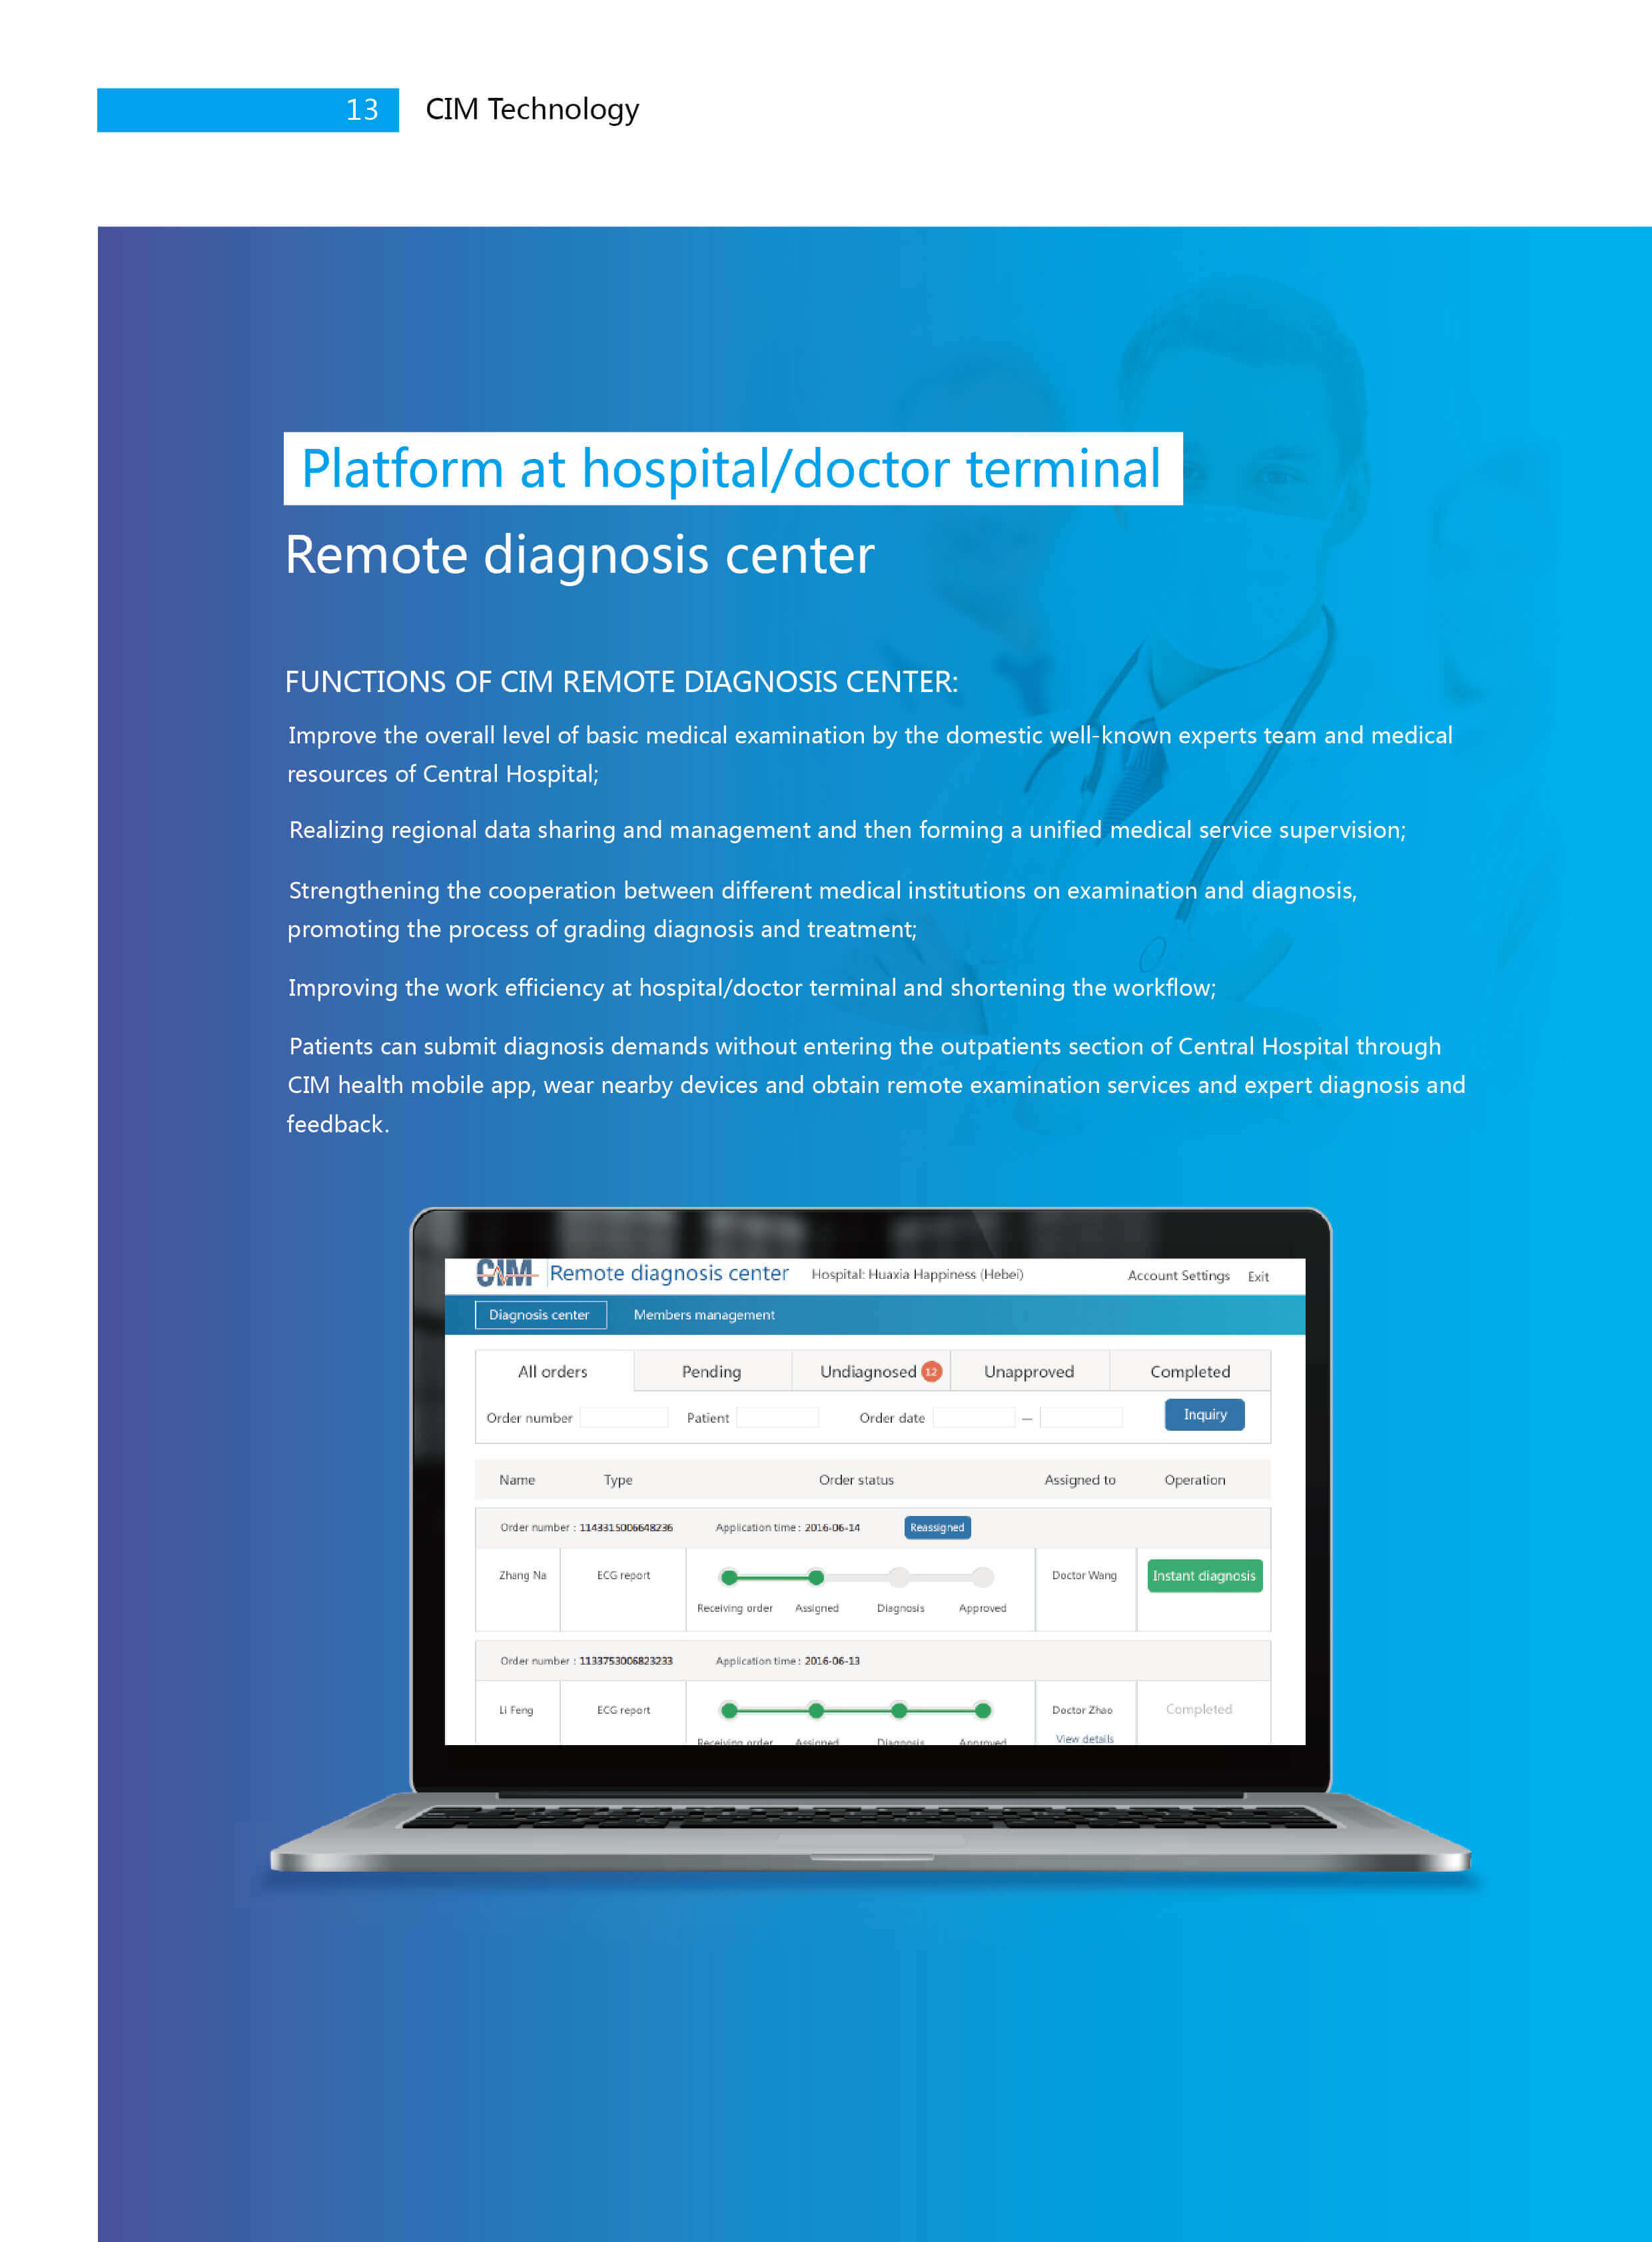 13 CIM Technology
Platform at hospital/doctor terminal
Remote diagnosis center
FUNCTIONS OF CIM REMOTE DIAGNOSIS CENTER:
Improve the overall level of basic medical examination by the domestic well-known experts team and medical
resources of Central Hospital;
Realizing regional data sharing and management and then forming a unified medical service supervision;
Strengthening the cooperation between different medical institutions on examination and diagnosis,
promoting the process of grading diagnosis and treatment;
Improving the work efficiency at hospital/doctor terminal and shortening the workflow;
Patients can submit diagnosis demands without entering the outpatients section of Central Hospital through
CIM health mobile app, wear nearby devices and obtain remote examination services and expert diagnosis and
feedback.
CIM Remote diagnosis center Hospital: Huaxia Happiness (Hebei) Account Settings Exit
Diagnosis center Members management
All orders Pending Undiagnosed 12 Unapproved Completed
Order number Patient Order date — Inquiry
Name Type Order status Assigned to Operation
Order number : 1143315006648236 Application time : 2016-06-14 Reassigned
Zhang Na ECG report Doctor Wang Instant diagnosis
Receiving order Assigned Diagnosis Approved
Order number : 1133753006823233 Application time : 2016-06-13
Li Feng ECG report Doctor Zhao Completed
Receiving order Assigned Diagnosis Approved View details